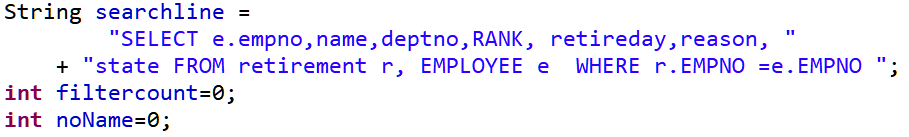 String searchline =
"SELECT e.empno,name,deptno,RANK, retireday,reason, "
+ "state FROM retirement r, EMPLOYEE e  WHERE r.EMPNO =e.EMPNO ";
int filtercount=0;
int noName=0;